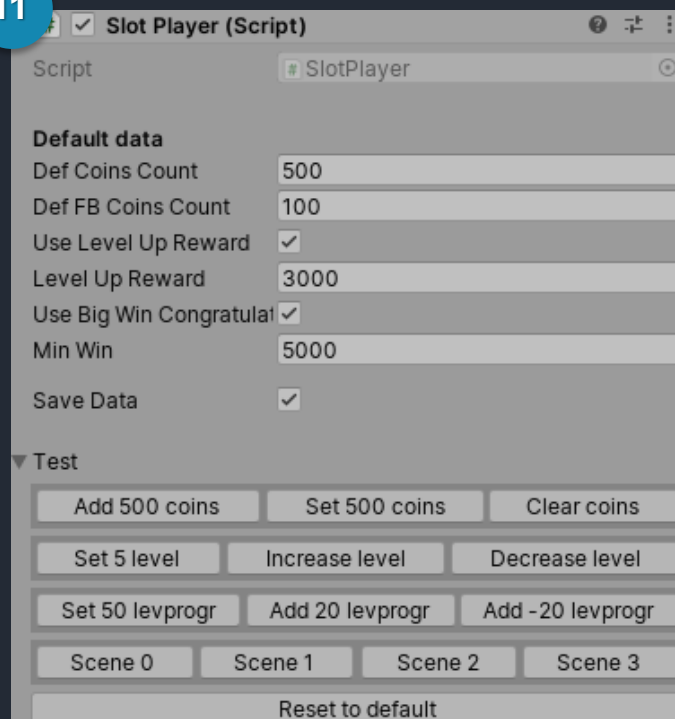 11
# Slot Player (Script)
Script # SlotPlayer
Default data
Def Coins Count 500
Def FB Coins Count 100
Use Level Up Reward
Level Up Reward 3000
Use Big Win Congratulat
Min Win 5000
Save Data
Test
Add 500 coins Set 500 coins Clear coins
Set 5 level Increase level Decrease level
Set 50 levprogr Add 20 levprogr Add -20 levprogr
Scene 0 Scene 1 Scene 2 Scene 3
Reset to default